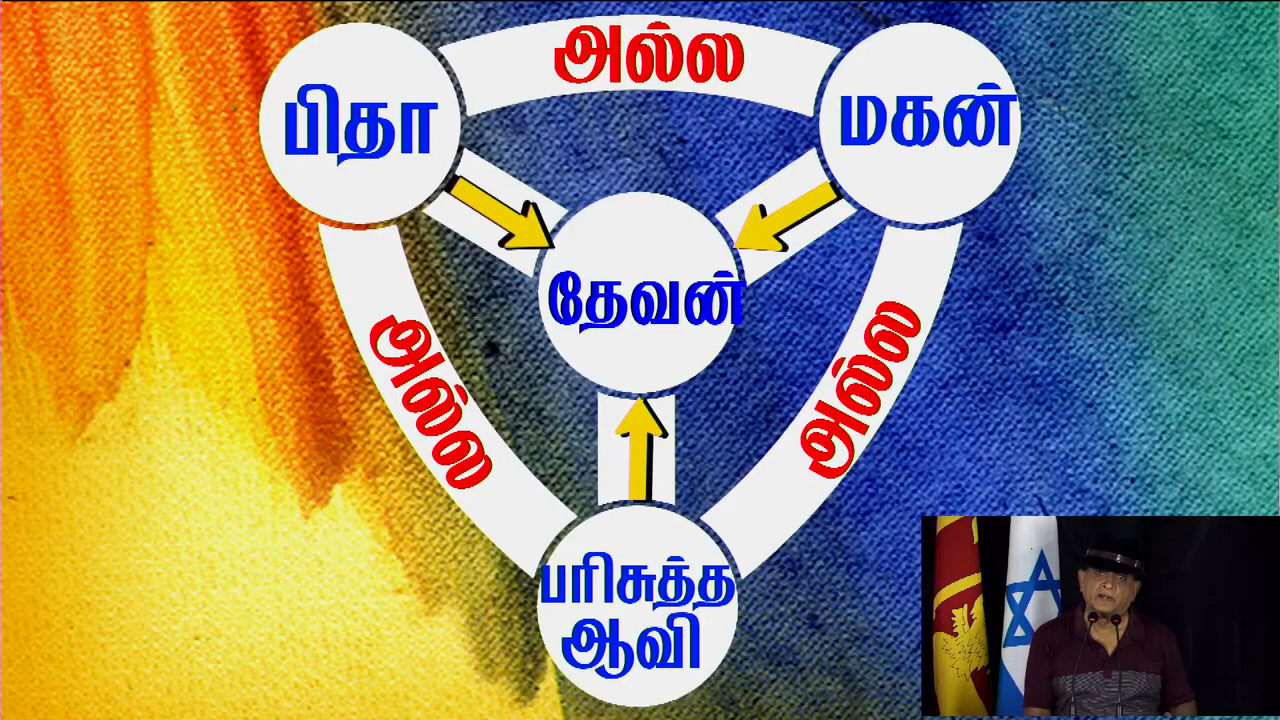 அல்ல
பிதா
மகன்
தேவன்
அல்ல
அல்ல
பரிசுத்த
ஆவி